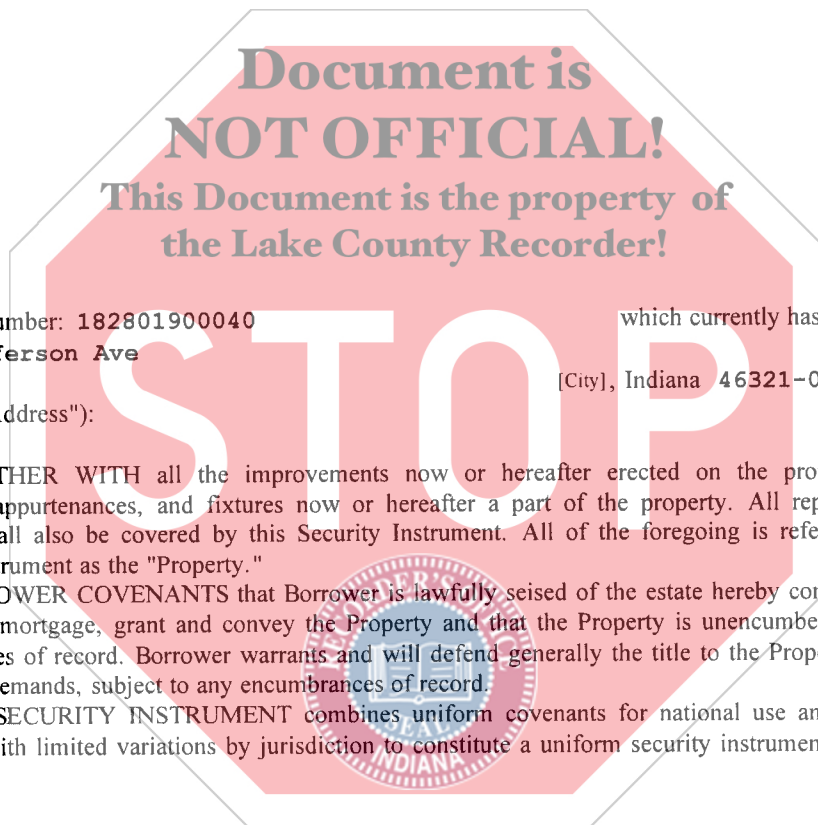 Document is
NOT OFFICIAL!
This Document is the property of
the Lake County Recorder!
umber: 182801900040 which currently has
ferson Ave
[City], Indiana 46321-0
ddress"):
STOP
THER WITH all the improvements now or hereafter erected on the pro
appurtenances, and fixtures now or hereafter a part of the property. All rep
all also be covered by this Security Instrument. All of the foregoing is refe
rument as the "Property."
OWER COVENANTS that Borrower is lawfully seised of the estate hereby con
mortgage, grant and convey the Property and that the Property is unencumbe
es of record. Borrower warrants and will defend generally the title to the Prop
emands, subject to any encumbrances of record.
SECURITY INSTRUMENT combines uniform covenants for national use an
ith limited variations by jurisdiction to constitute a uniform security instrumen
RECORDER'S OFFICE
SEAL
INDIANA